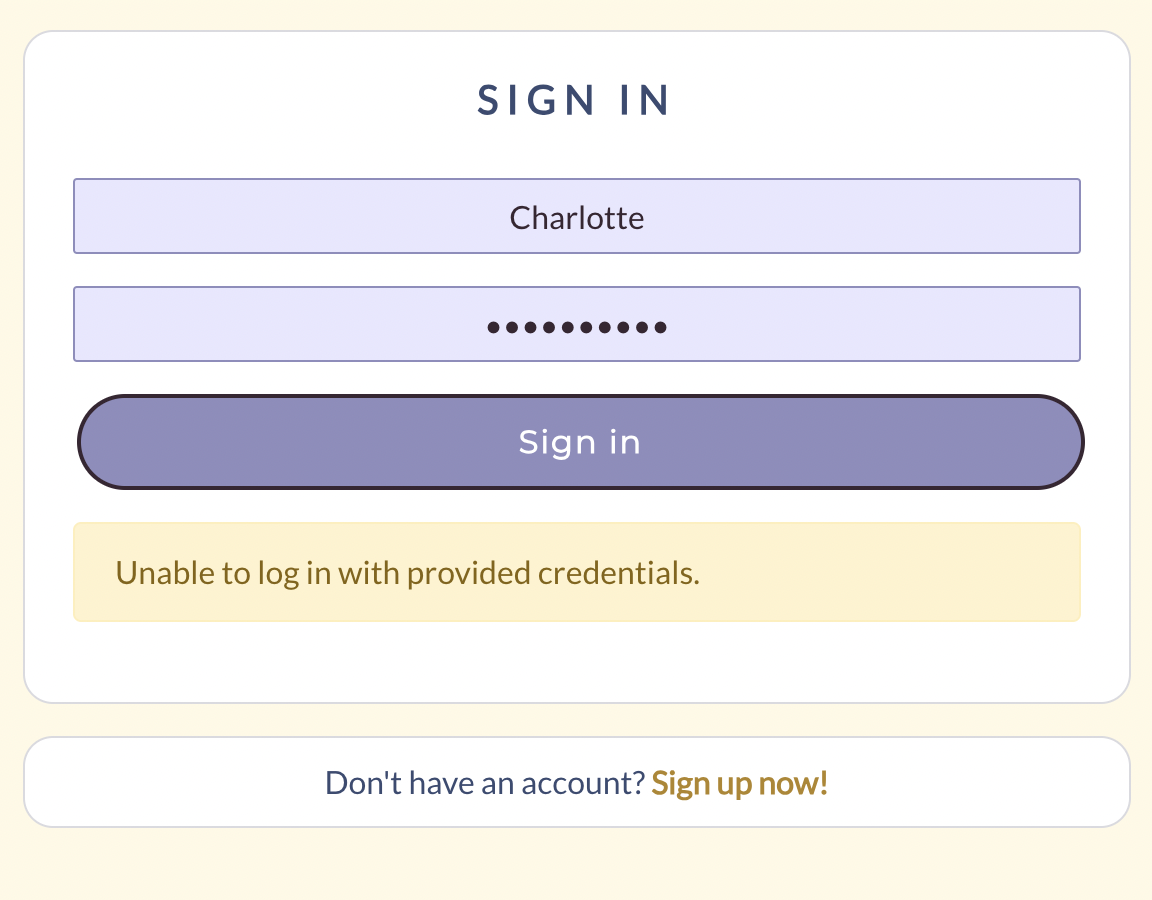 SIGN IN
Charlotte
••••••••••
Sign in
Unable to log in with provided credentials.
Don't have an account? Sign up now!